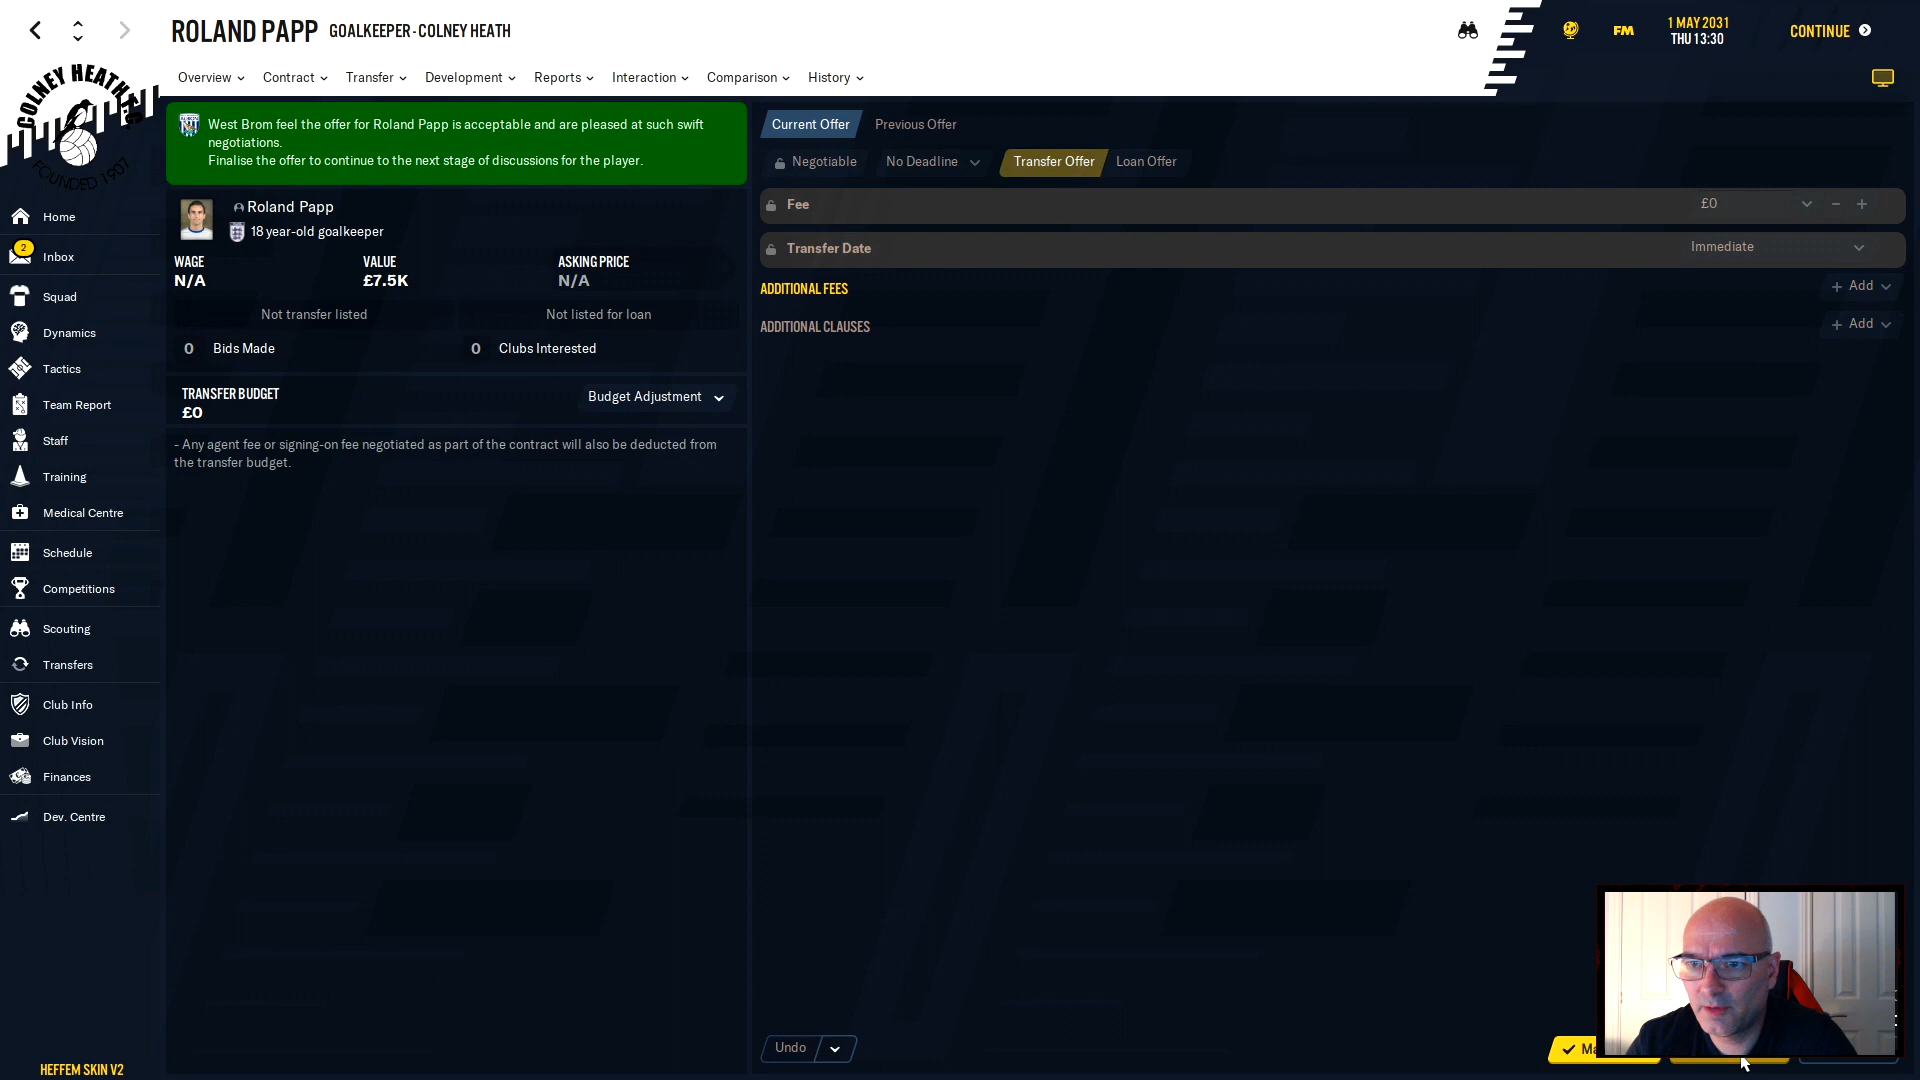 ROLAND PAPP GOALKEEPER - COLNEY HEATH
FM
1 MAY 2031
THU 13:30
CONTINUE
Overview
Contract
Transfer
Development
Reports
Interaction
Comparison
History
COLNEY HEATH F.C.
FOUNDED 1907
2
Home
Inbox
Squad
Dynamics
Tactics
Team Report
Staff
Training
Medical Centre
Schedule
Competitions
Scouting
Transfers
Club Info
Club Vision
Finances
Dev. Centre
HEFFEM SKIN V2
West Brom feel the offer for Roland Papp is acceptable and are pleased at such swift
negotiations.
Finalise the offer to continue to the next stage of discussions for the player.
Roland Papp
18 year-old goalkeeper
WAGE
N/A
VALUE
£7.5K
ASKING PRICE
N/A
Not transfer listed
Not listed for loan
0 Bids Made
0 Clubs Interested
TRANSFER BUDGET
£0
Budget Adjustment
- Any agent fee or signing-on fee negotiated as part of the contract will also be deducted from
the transfer budget.
Current Offer
Previous Offer
Negotiable
No Deadline
Transfer Offer
Loan Offer
Fee
£0
Transfer Date
Immediate
ADDITIONAL FEES
+ Add
ADDITIONAL CLAUSES
+ Add
Undo